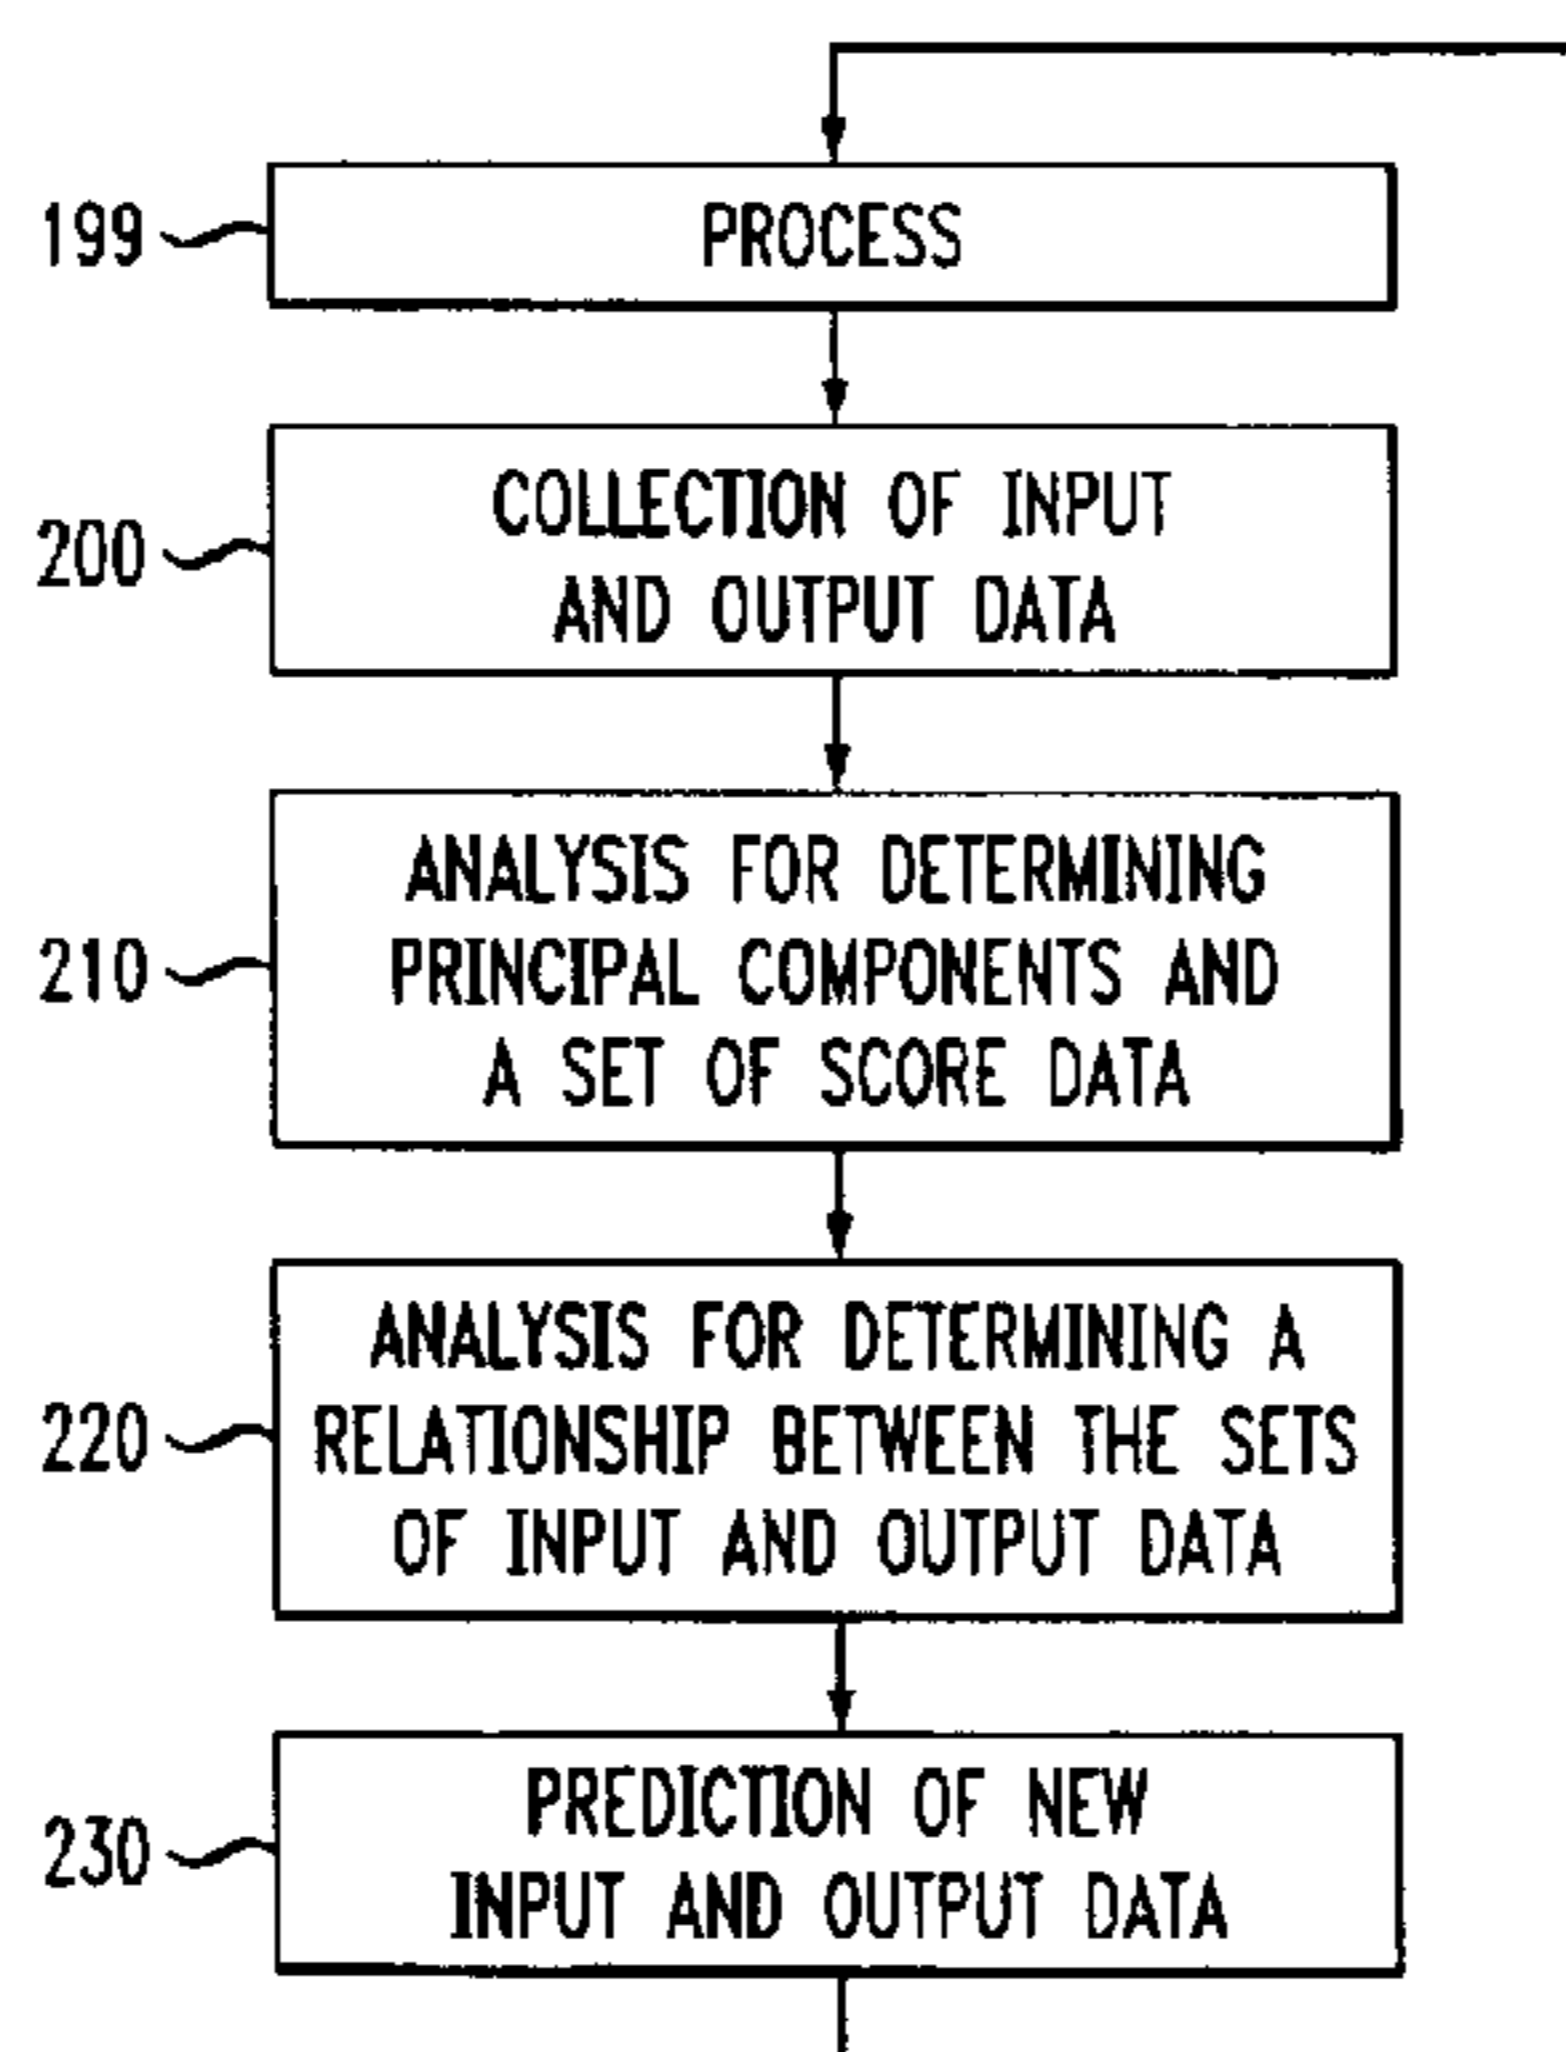 199
PROCESS
200
COLLECTION OF INPUT
AND OUTPUT DATA
210
ANALYSIS FOR DETERMINING
PRINCIPAL COMPONENTS AND
A SET OF SCORE DATA
220
ANALYSIS FOR DETERMINING A
RELATIONSHIP BETWEEN THE SETS
OF INPUT AND OUTPUT DATA
230
PREDICTION OF NEW
INPUT AND OUTPUT DATA